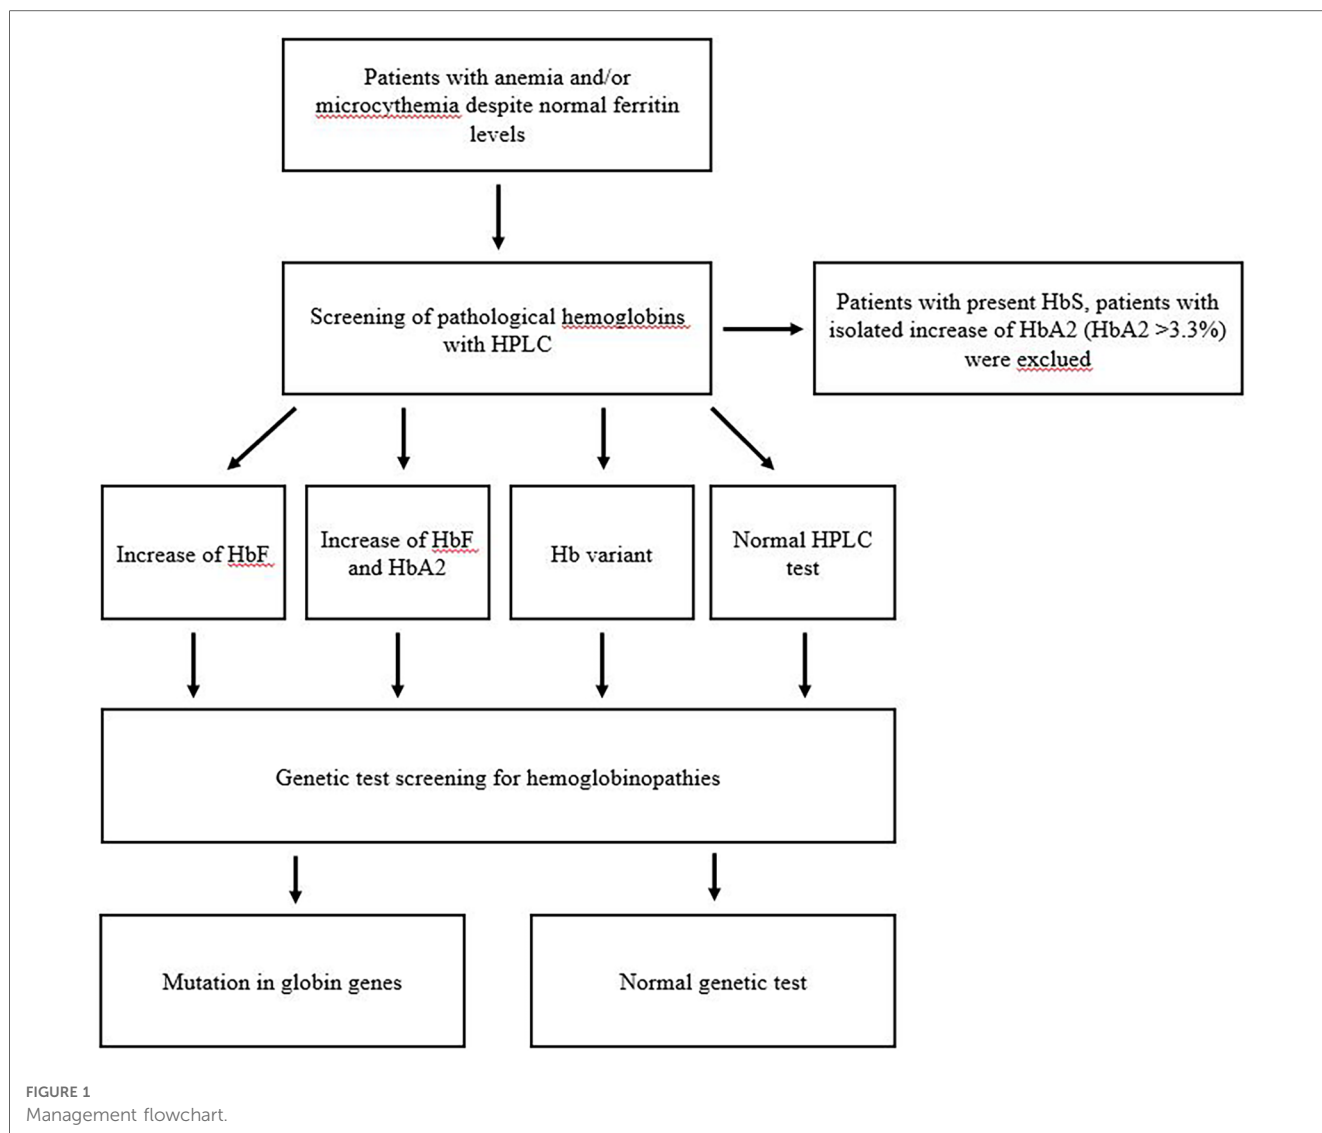 Patients with anemia and/or
microcythemia despite normal ferritin
levels
Screening of pathological hemoglobins
with HPLC
Patients with present HbS, patients with
isolated increase of HbA2 (HbA2 >3.3%)
were exclued
Increase of HbF
Increase of HbF
and HbA2
Hb variant
Normal HPLC
test
Genetic test screening for hemoglobinopathies
Mutation in globin genes
Normal genetic test
FIGURE 1
Management flowchart.